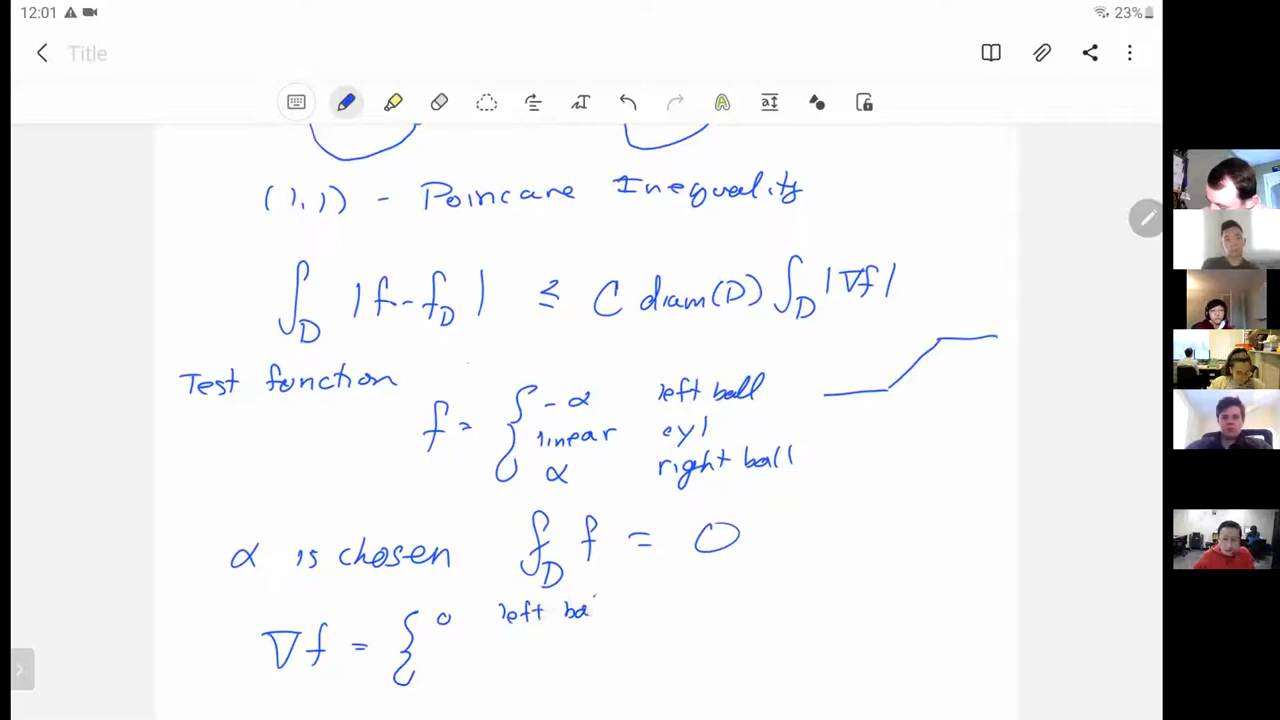 12:01
23%
Title
(1,1) - Poincare Inequality
∫_D |f - f_D| ≤ C diam(D) ∫_D |∇f|
Test function
f = { -α left ball
linear cyl
α right ball
α is chosen ⨍_D f = 0
∇f = { 0 left ba